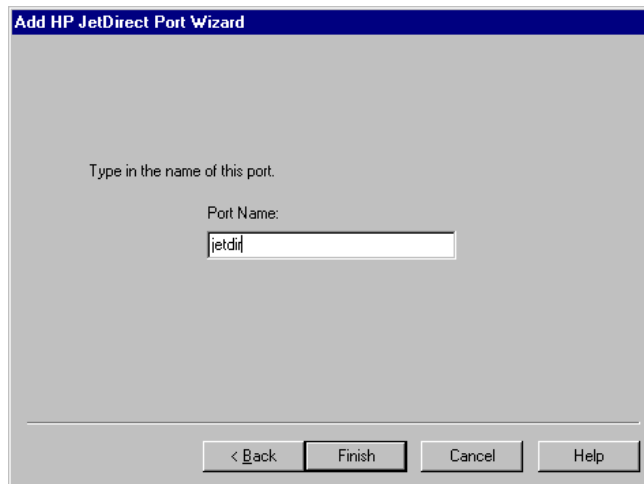 Add HP JetDirect Port Wizard
Type in the name of this port.
Port Name:
jetdir
< Back Finish Cancel Help